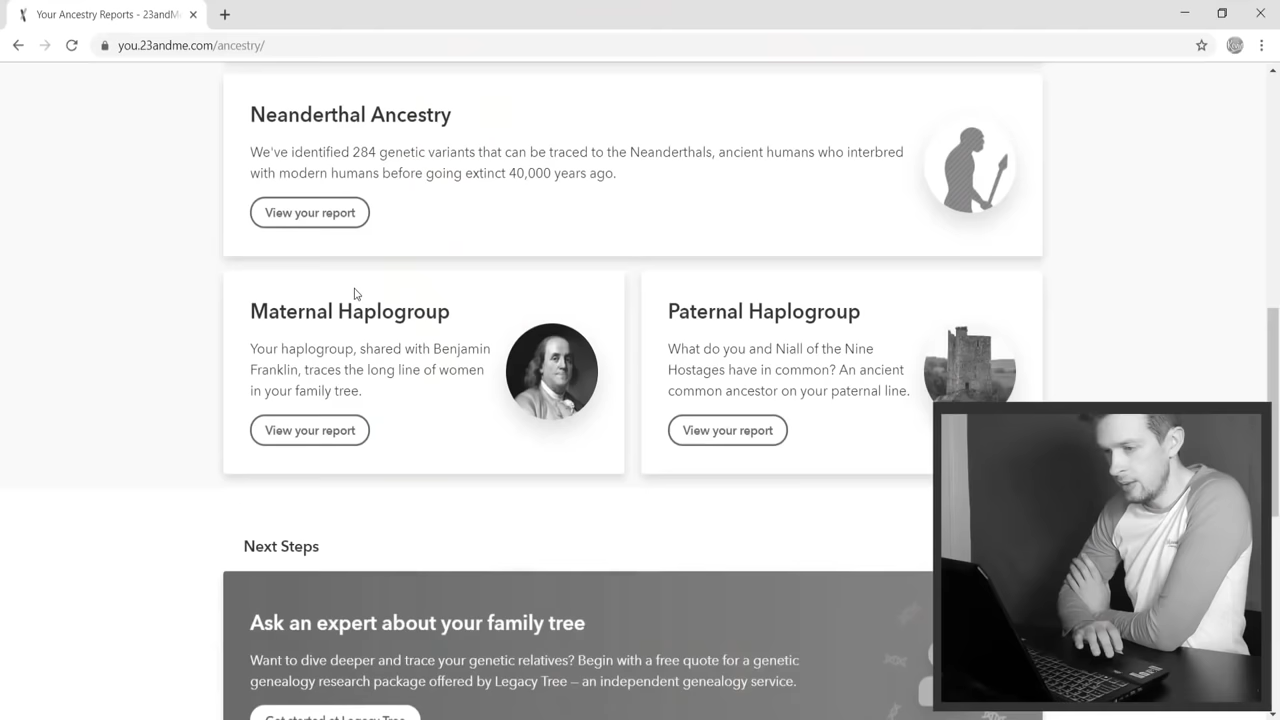 Your Ancestry Reports - 23andM
you.23andme.com/ancestry/
Neanderthal Ancestry
We've identified 284 genetic variants that can be traced to the Neanderthals, ancient humans who interbred
with modern humans before going extinct 40,000 years ago.
View your report
Maternal Haplogroup
Your haplogroup, shared with Benjamin
Franklin, traces the long line of women
in your family tree.
View your report
Paternal Haplogroup
What do you and Niall of the Nine
Hostages have in common? An ancient
common ancestor on your paternal line.
View your report
Next Steps
Ask an expert about your family tree
Want to dive deeper and trace your genetic relatives? Begin with a free quote for a genetic
genealogy research package offered by Legacy Tree – an independent genealogy service.
Get started at Legacy Tree